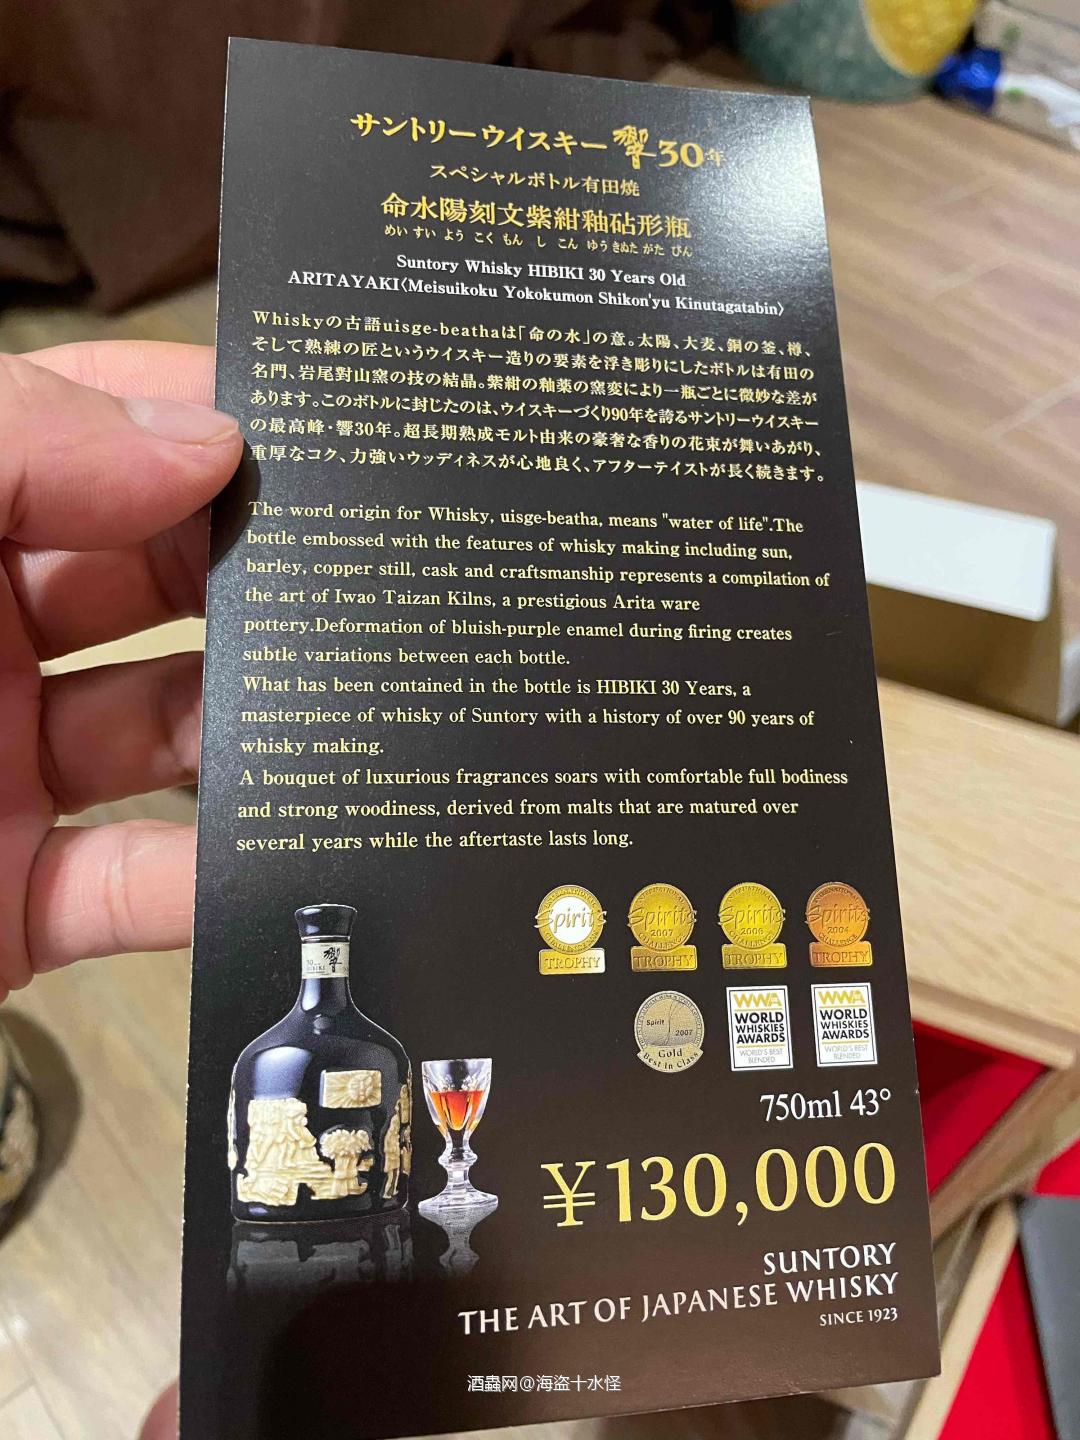 サントリーウイスキー響30年
スペシャルボトル有田焼
命水陽刻文紫紺釉砧形瓶
めい すい よう こく もん し こん ゆう きぬた がた びん
Suntory Whisky HIBIKI 30 Years Old
ARITAYAKI〈Meisuikoku Yokokumon Shikon'yu Kinutagatabin〉
Whiskyの古語uisge-beathaは「命の水」の意。太陽、大麦、銅の釜、樽、
そして熟練の匠というウイスキー造りの要素を浮き彫りにしたボトルは有田の
名門、岩尾對山窯の技の結晶。紫紺の釉薬の窯変により一瓶ごとに微妙な差が
あります。このボトルに封じたのは、ウイスキーづくり90年を誇るサントリーウイスキー
の最高峰・響30年。超長期熟成モルト由来の豪奢な香りの花束が舞いあがり、
重厚なコク、力強いウッディネスが心地良く、アフターテイストが長く続きます。
The word origin for Whisky, uisge-beatha, means "water of life".The
bottle embossed with the features of whisky making including sun,
barley, copper still, cask and craftsmanship represents a compilation of
the art of Iwao Taizan Kilns, a prestigious Arita ware
pottery.Deformation of bluish-purple enamel during firing creates
subtle variations between each bottle.
What has been contained in the bottle is HIBIKI 30 Years, a
masterpiece of whisky of Suntory with a history of over 90 years of
whisky making.
A bouquet of luxurious fragrances soars with comfortable full bodiness
and strong woodiness, derived from malts that are matured over
several years while the aftertaste lasts long.
INTERNATIONAL Spirits CHALLENGE TROPHY
INTERNATIONAL Spirits 2007 CHALLENGE TROPHY
INTERNATIONAL Spirits 2006 CHALLENGE TROPHY
INTERNATIONAL Spirits 2004 CHALLENGE TROPHY
Spirit 2007
Gold
Best In Class
WWA
WORLD
WHISKIES
AWARDS
WORLD'S BEST
BLENDED
WWA
WORLD
WHISKIES
AWARDS
WORLD'S BEST
BLENDED
30 響
HIBIKI
750ml 43°
¥130,000
SUNTORY
THE ART OF JAPANESE WHISKY
SINCE 1923
酒蟲网@海盗十水怪